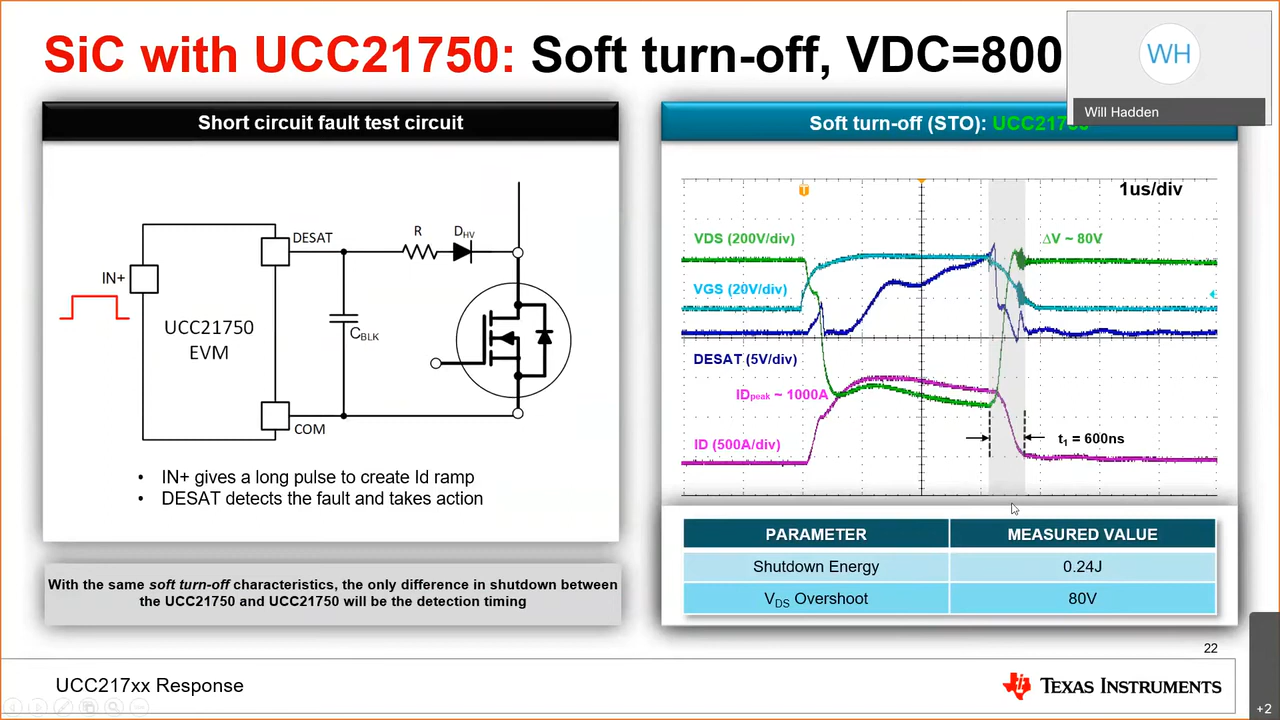 SiC with UCC21750: Soft turn-off, VDC=800
WH
Will Hadden
Short circuit fault test circuit
Soft turn-off (STO):
DESAT
R
DHV
IN+
UCC21750
EVM
CBLK
COM
1us/div
VDS (200V/div)
ΔV ~ 80V
VGS (20V/div)
DESAT (5V/div)
IDpeak ~ 1000A
ID (500A/div)
t1 = 600ns
T
• IN+ gives a long pulse to create Id ramp
• DESAT detects the fault and takes action
PARAMETER MEASURED VALUE
Shutdown Energy 0.24J
VDS Overshoot 80V
With the same soft turn-off characteristics, the only difference in shutdown between
the UCC21750 and UCC21750 will be the detection timing
22
UCC217xx Response
TEXAS INSTRUMENTS
+2